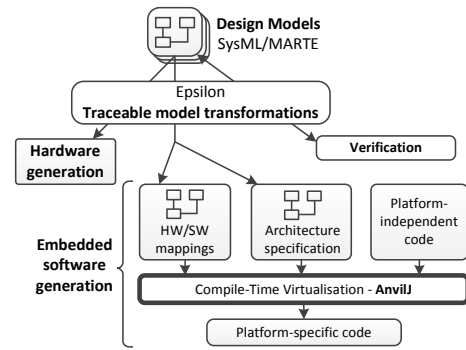 Design Models
SysML/MARTE
Epsilon
Traceable model transformations
Hardware
generation
Verification
Embedded
software
generation
HW/SW
mappings
Architecture
specification
Platform-
independent
code
Compile-Time Virtualisation - AnvilJ
Platform-specific code